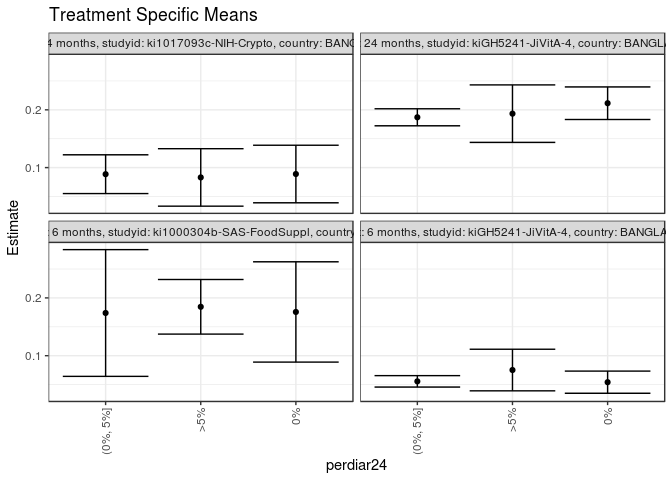 Treatment Specific Means
4 months, studyid: ki1017093c-NIH-Crypto, country: BANG
24 months, studyid: kiGH5241-JiVitA-4, country: BANGLA
0.2
0.1
6 months, studyid: ki1000304b-SAS-FoodSuppl, country
: 6 months, studyid: kiGH5241-JiVitA-4, country: BANGLA
0.2
0.1
Estimate
(0%, 5%]
>5%
0%
(0%, 5%]
>5%
0%
perdiar24